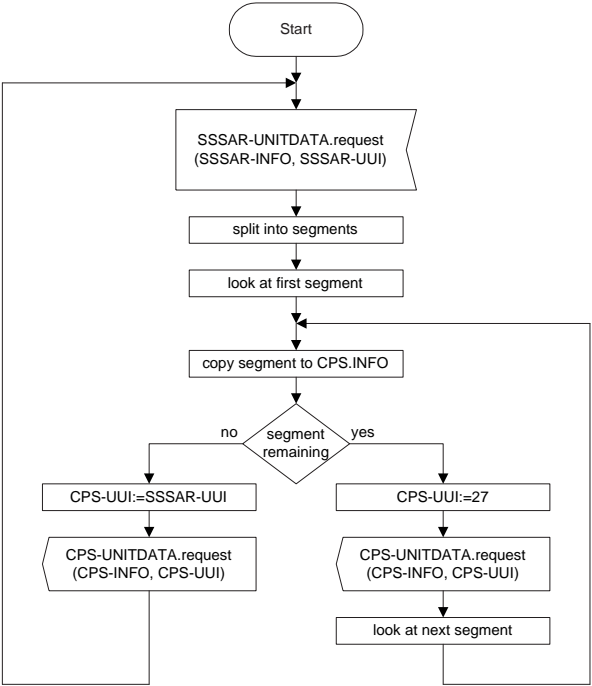 Start
SSSAR-UNITDATA.request
(SSSAR-INFO, SSSAR-UUI)
split into segments
look at first segment
copy segment to CPS.INFO
no
segment
remaining
yes
CPS-UUI:=SSSAR-UUI
CPS-UUI:=27
CPS-UNITDATA.request
(CPS-INFO, CPS-UUI)
CPS-UNITDATA.request
(CPS-INFO, CPS-UUI)
look at next segment